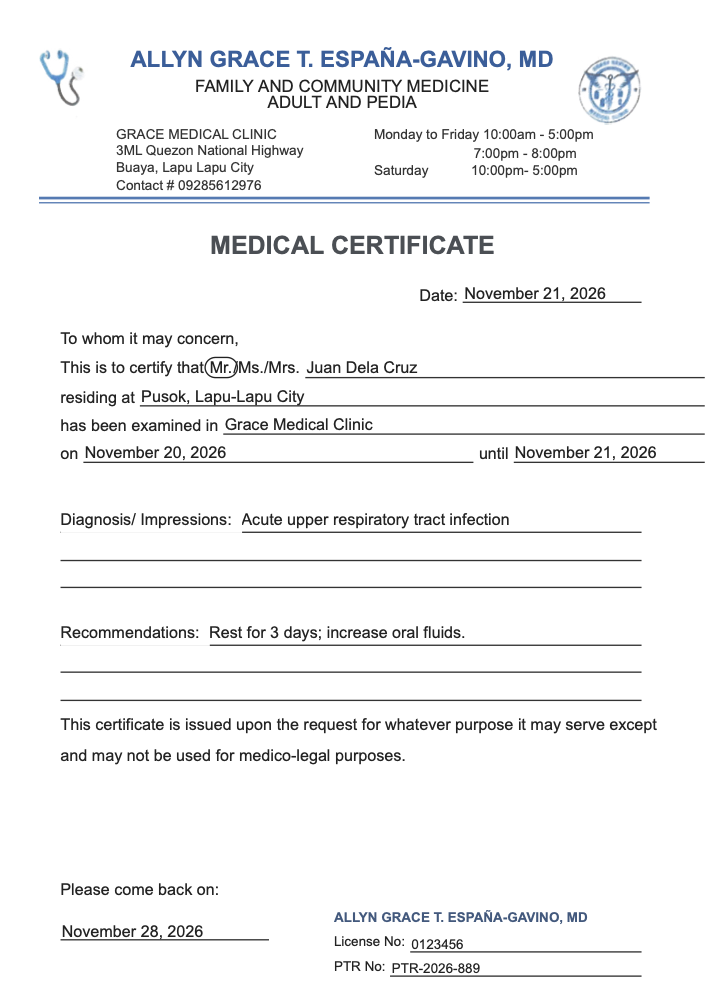 ALLYN GRACE T. ESPAÑA-GAVINO, MD
FAMILY AND COMMUNITY MEDICINE
ADULT AND PEDIA
GRACE MEDICAL CLINIC
3ML Quezon National Highway
Buaya, Lapu Lapu City
Contact # 09285612976
Monday to Friday 10:00am - 5:00pm
7:00pm - 8:00pm
Saturday 10:00pm- 5:00pm
MEDICAL CERTIFICATE
Date: November 21, 2026
To whom it may concern,
This is to certify that Mr./Ms./Mrs. Juan Dela Cruz
residing at Pusok, Lapu-Lapu City
has been examined in Grace Medical Clinic
on November 20, 2026 until November 21, 2026
Diagnosis/ Impressions: Acute upper respiratory tract infection
Recommendations: Rest for 3 days; increase oral fluids.
This certificate is issued upon the request for whatever purpose it may serve except
and may not be used for medico-legal purposes.
Please come back on:
November 28, 2026
ALLYN GRACE T. ESPAÑA-GAVINO, MD
License No: 0123456
PTR No: PTR-2026-889